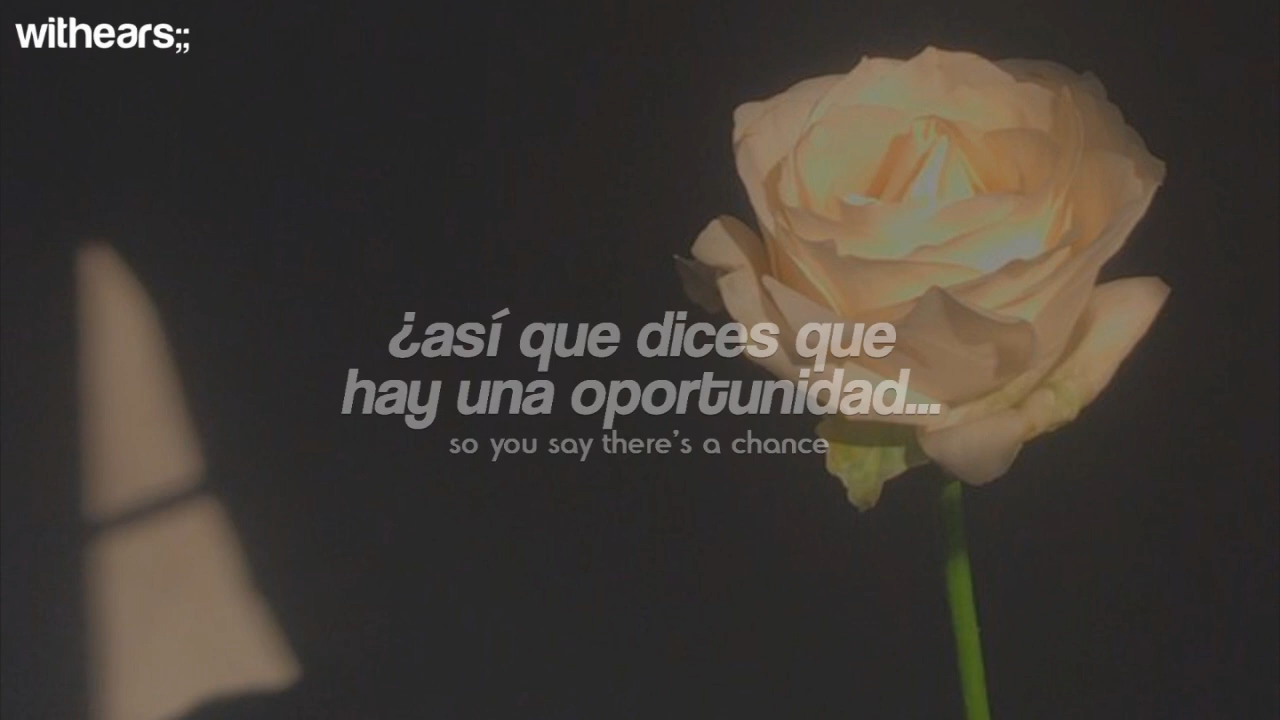 withears;;
¿así que dices que
hay una oportunidad...
so you say there's a chance